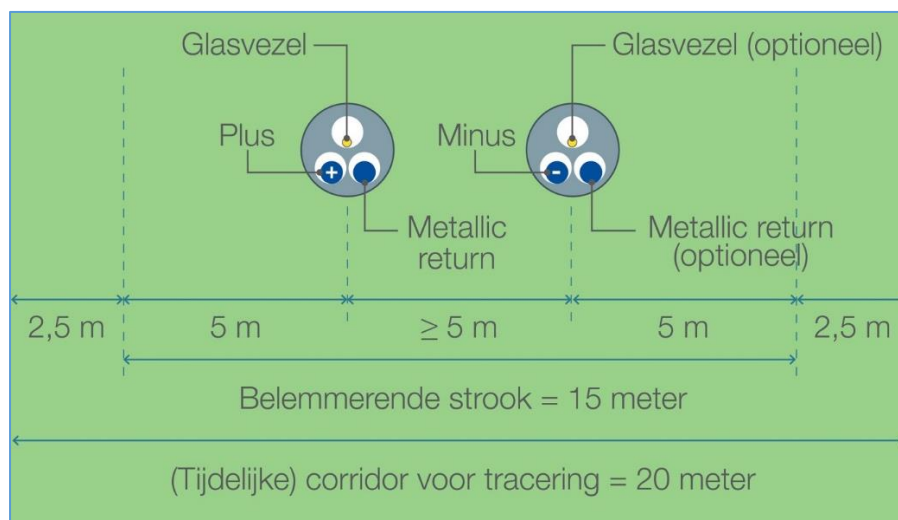 Glasvezel
Glasvezel (optioneel)
Plus
+
Minus
-
Metallic
return
Metallic return
(optioneel)
2,5 m
5 m
≥ 5 m
5 m
2,5 m
Belemmerende strook = 15 meter
(Tijdelijke) corridor voor tracering = 20 meter